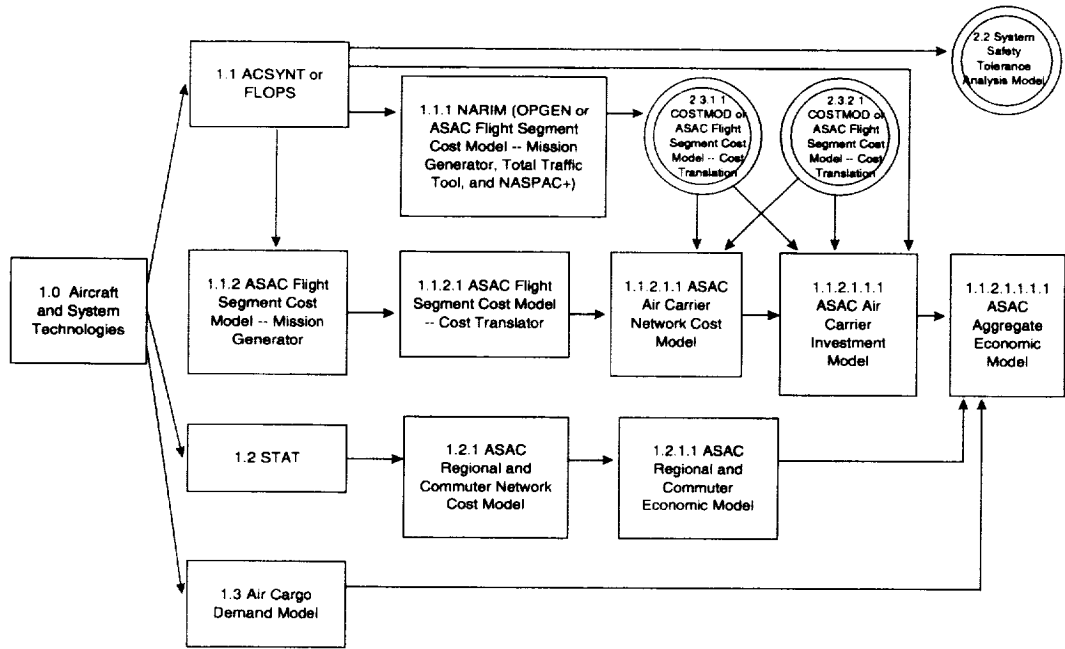 1.1 ACSYNT or
FLOPS
2.2 System
Safety
Tolerance
Analysis Model
1.1.1 NARIM (OPGEN or
ASAC Flight Segment
Cost Model -- Mission
Generator, Total Traffic
Tool, and NASPAC+)
2.3.1 1
COSTMOD or
ASAC Flight
Segment Cost
Model -- Cost
Translation
2.3.2 1
COSTMOD or
ASAC Flight
Segment Cost
Model -- Cost
Translation
1.0 Aircraft
and System
Technologies
1.1.2 ASAC Flight
Segment Cost
Model -- Mission
Generator
1.1.2.1 ASAC Flight
Segment Cost Model
-- Cost Translator
1.1.2.1.1 ASAC
Air Carrier
Network Cost
Model
1.1.2.1.1.1
ASAC Air
Carrier
Investment
Model
1.1.2.1.1.1.1
ASAC
Aggregate
Economic
Model
1.2 STAT
1.2.1 ASAC
Regional and
Commuter Network
Cost Model
1.2.1.1 ASAC
Regional and
Commuter
Economic Model
1.3 Air Cargo
Demand Model